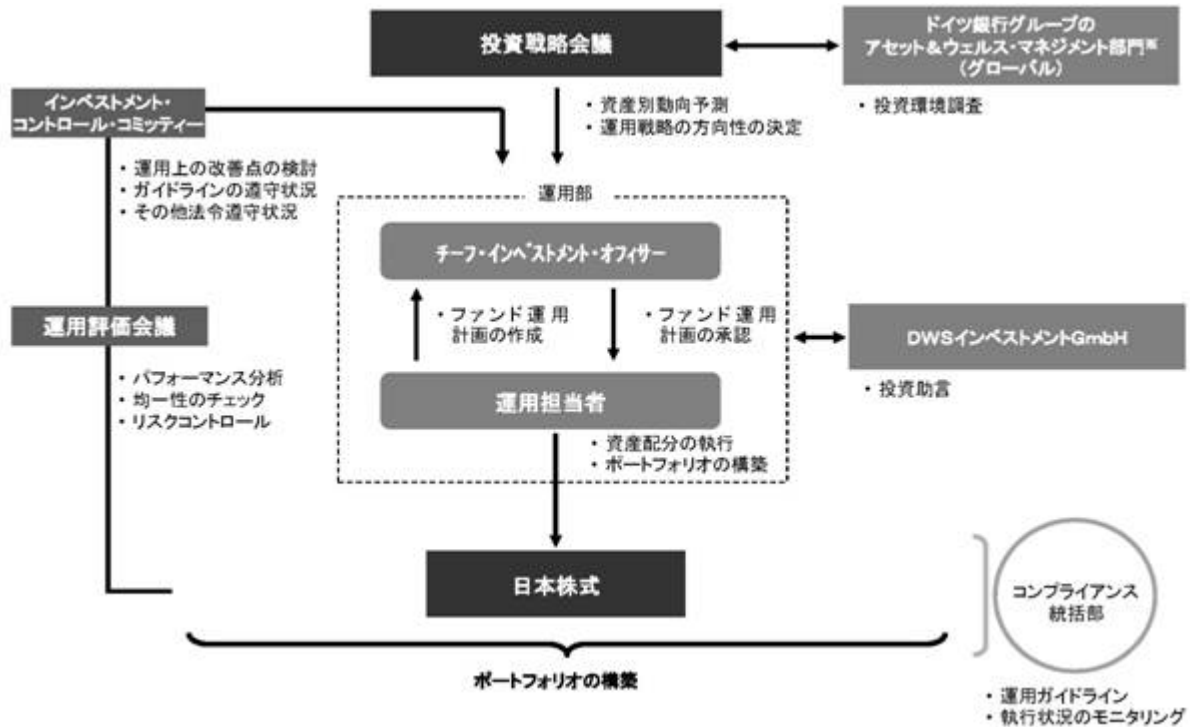 投資戦略会議
ドイツ銀行グループの
アセット&ウェルス・マネジメント部門※
(グローバル)
・投資環境調査
・資産別動向予測
・運用戦略の方向性の決定
インベストメント・
コントロール・コミッティー
・運用上の改善点の検討
・ガイドラインの遵守状況
・その他法令遵守状況
運用部
チーフ・インベストメント・オフィサー
・ファンド運用
計画の作成
・ファンド運用
計画の承認
運用評価会議
・パフォーマンス分析
・均一性のチェック
・リスクコントロール
DWSインベストメントGmbH
・投資助言
運用担当者
・資産配分の執行
・ポートフォリオの構築
日本株式
コンプライアンス
統括部
ポートフォリオの構築
・運用ガイドライン
・執行状況のモニタリング